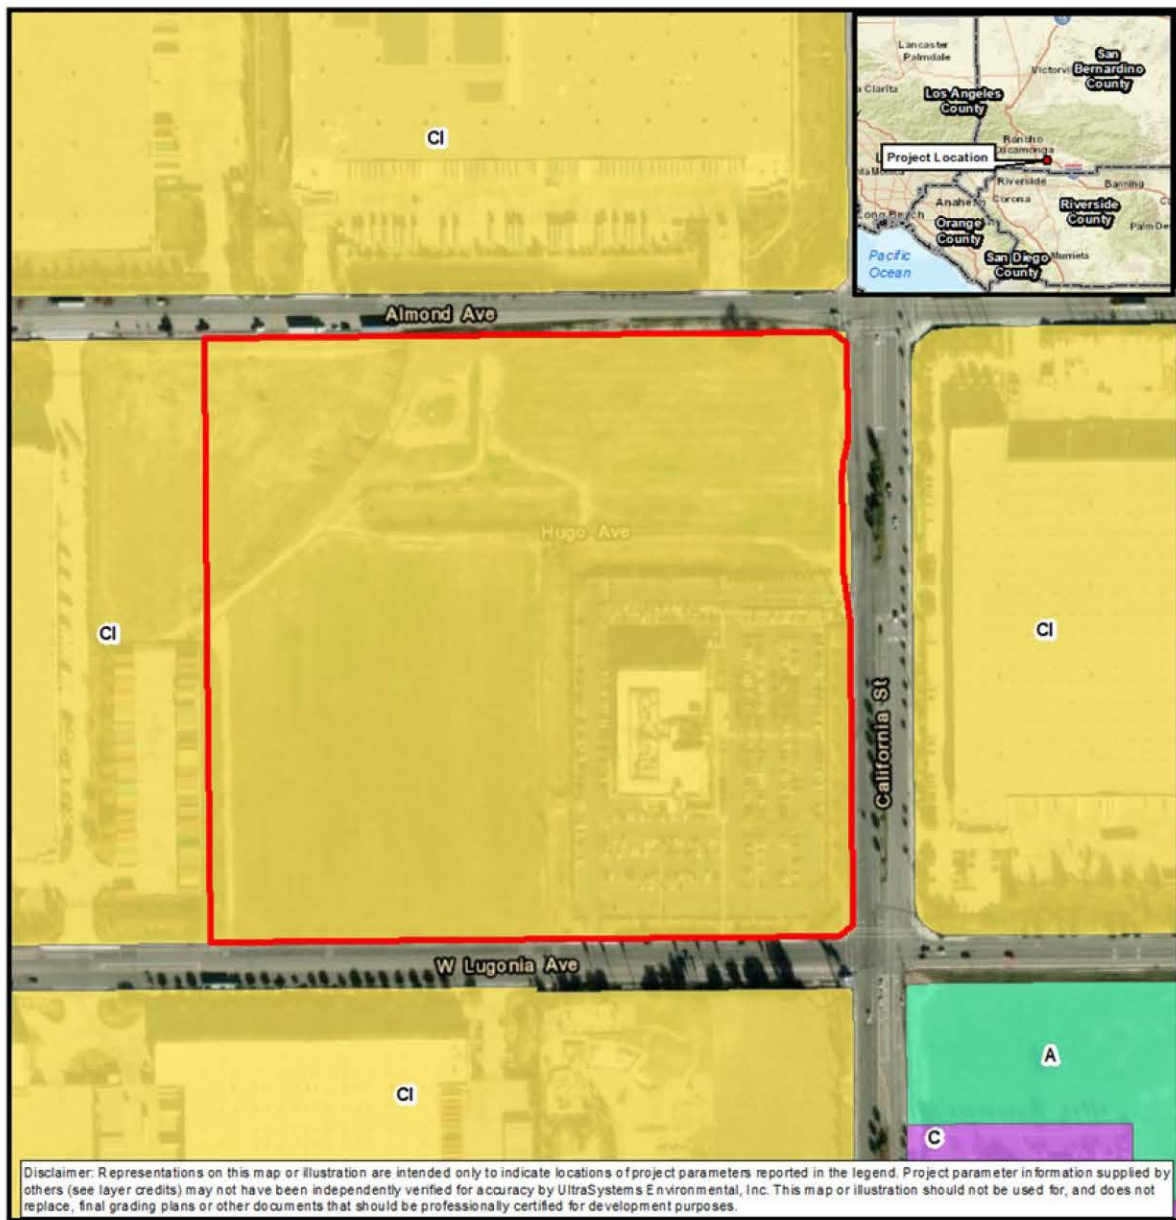 Lancaster
Palmdale
Victorvi
San
Bernardino
County
a Clarita
Los Angeles
County
Rancho
Cucamonga
Project Location
nta Monica
Riverside
Banning
Anahe
Corona
Riverside
County
Long Beach
Orange
County
Palm De
San Diego
County
Murrieta
Pacific
Ocean
CI
Almond Ave
Hugo Ave
CI
CI
California St
W Lugonia Ave
A
CI
C
Disclaimer: Representations on this map or illustration are intended only to indicate locations of project parameters reported in the legend. Project parameter information supplied by
others (see layer credits) may not have been independently verified for accuracy by UltraSystems Environmental, Inc. This map or illustration should not be used for, and does not
replace, final grading plans or other documents that should be professionally certified for development purposes.